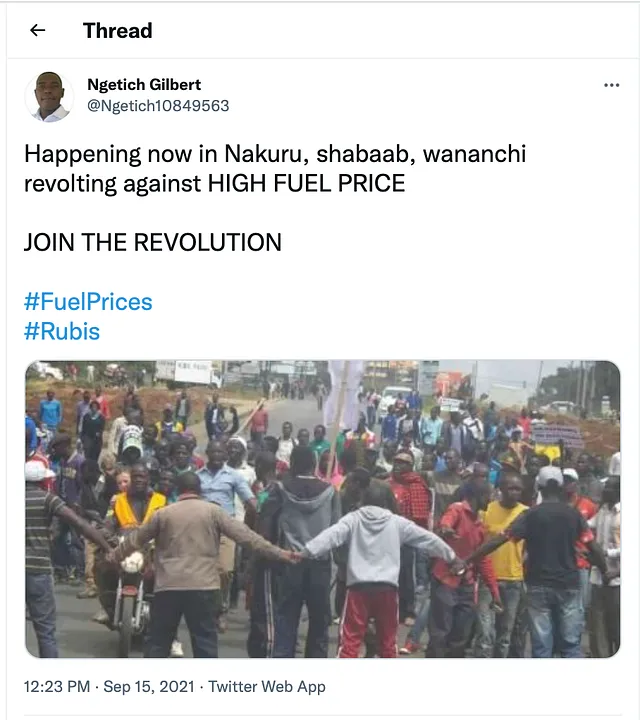 Thread
Ngetich Gilbert
@Ngetich10849563
Happening now in Nakuru, shabaab, wananchi
revolting against HIGH FUEL PRICE
JOIN THE REVOLUTION
#FuelPrices
#Rubis
12:23 PM · Sep 15, 2021 · Twitter Web App